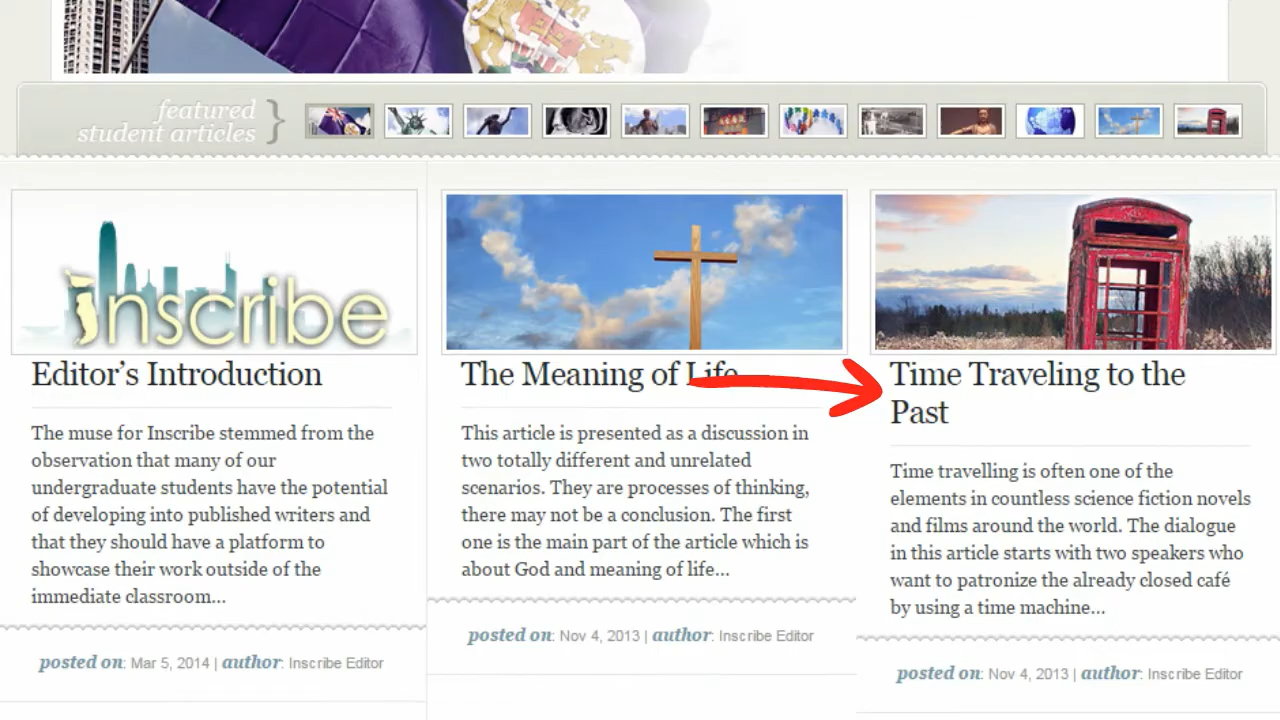 featured
student articles
inscribe
Editor’s Introduction
The muse for Inscribe stemmed from the
observation that many of our
undergraduate students have the potential
of developing into published writers and
that they should have a platform to
showcase their work outside of the
immediate classroom...
posted on: Mar 5, 2014 | author: Inscribe Editor
The Meaning of Life
This article is presented as a discussion in
two totally different and unrelated
scenarios. They are processes of thinking,
there may not be a conclusion. The first
one is the main part of the article which is
about God and meaning of life...
posted on: Nov 4, 2013 | author: Inscribe Editor
Time Traveling to the
Past
Time travelling is often one of the
elements in countless science fiction novels
and films around the world. The dialogue
in this article starts with two speakers who
want to patronize the already closed café
by using a time machine...
posted on: Nov 4, 2013 | author: Inscribe Editor